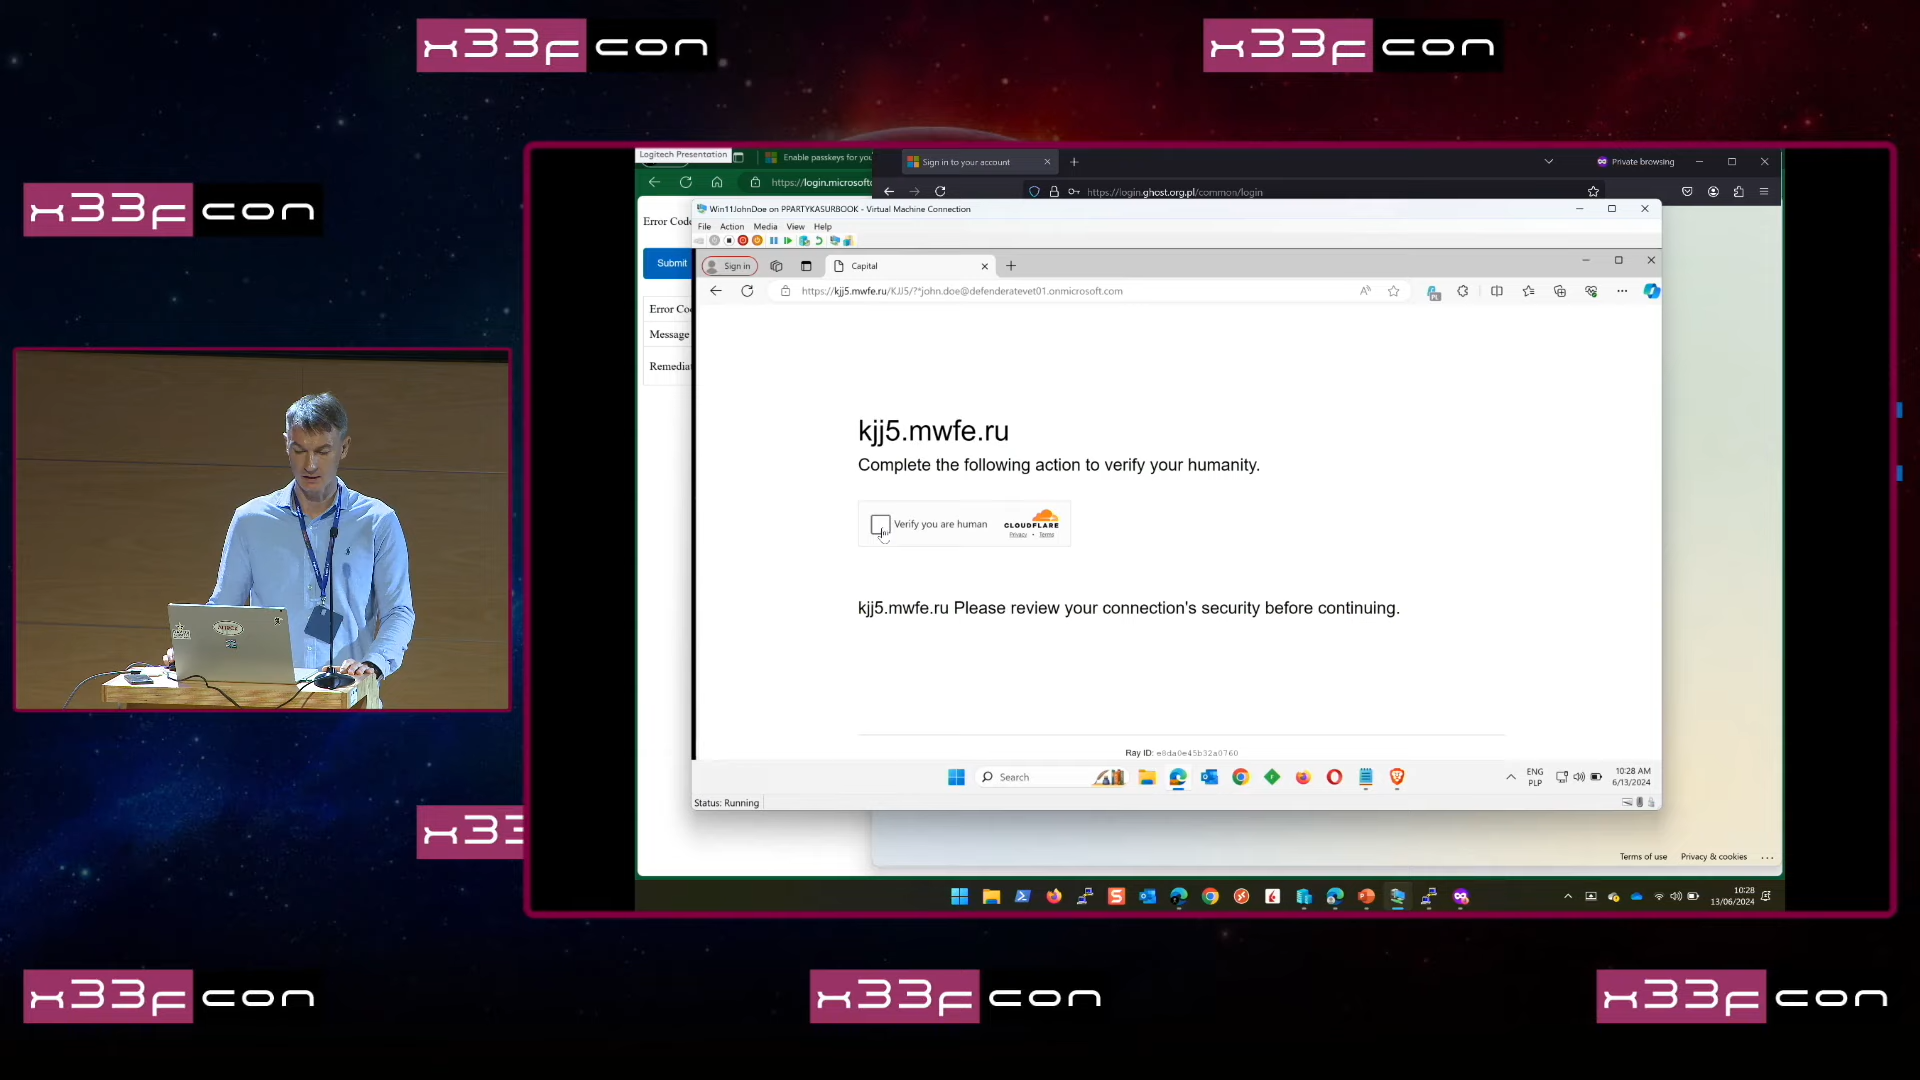 x33fcon
x33fcon
x33fcon
Logitech Presentation
Enable passkeys for you
Sign in to your account
Private browsing
https://login.microsoft
https://login.ghost.org.pl/common/login
Error Code
Submit
Error Co
Message
Remedia
Win11JohnDoe on PPARTYKASURBOOK - Virtual Machine Connection
File Action Media View Help
Sign in
Capital
https://kjj5.mwfe.ru/KJJ5/?*john.doe@defenderatevet01.onmicrosoft.com
kjj5.mwfe.ru
Complete the following action to verify your humanity.
Verify you are human
CLOUDFLARE
Privacy • Terms
kjj5.mwfe.ru Please review your connection's security before continuing.
Ray ID: e8da0e45b32a0760
Search
ENG
PLP
10:28 AM
6/13/2024
Status: Running
x33
Terms of use Privacy & cookies ...
10:28
13/06/2024
x33fcon
x33fcon
x33fcon